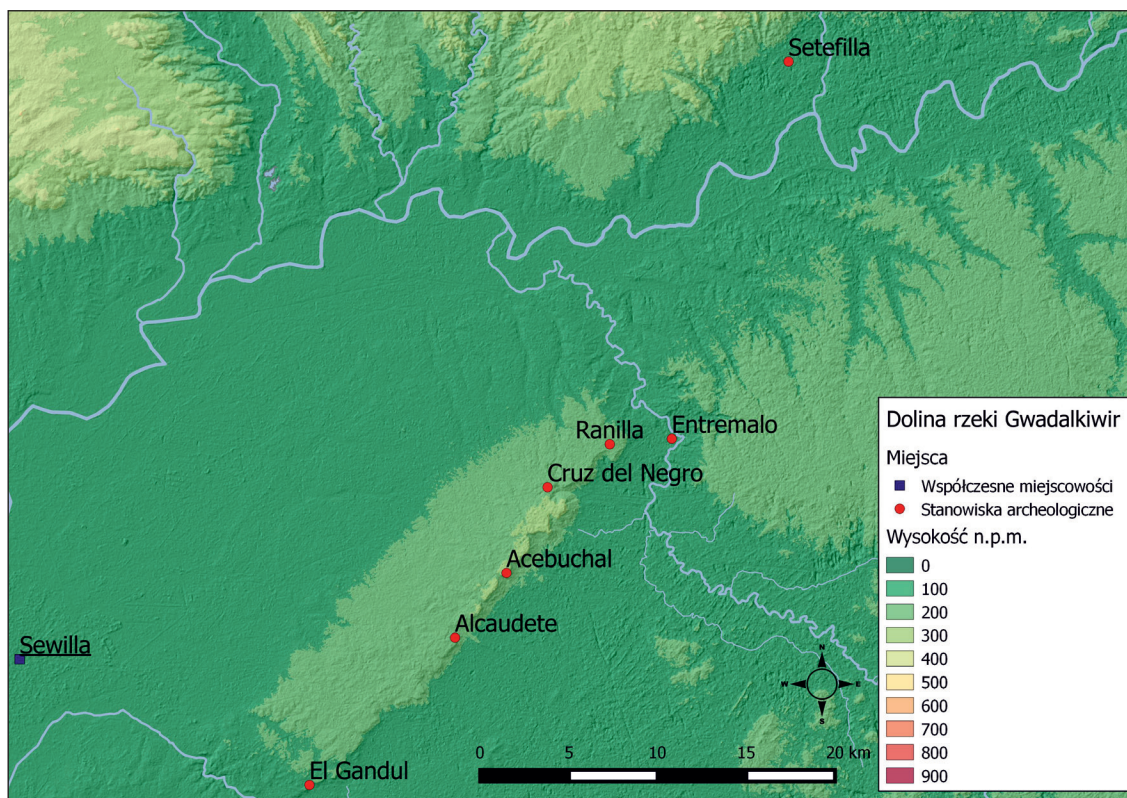 Setefilla
Ranilla
Entremalo
Cruz del Negro
Acebuchal
Alcaudete
Sewilla
El Gandul
N
W
E
S
0 5 10 15 20 km
Dolina rzeki Gwadalkiwir
Miejsca
Współczesne miejscowości
Stanowiska archeologiczne
Wysokość n.p.m.
0
100
200
300
400
500
600
700
800
900